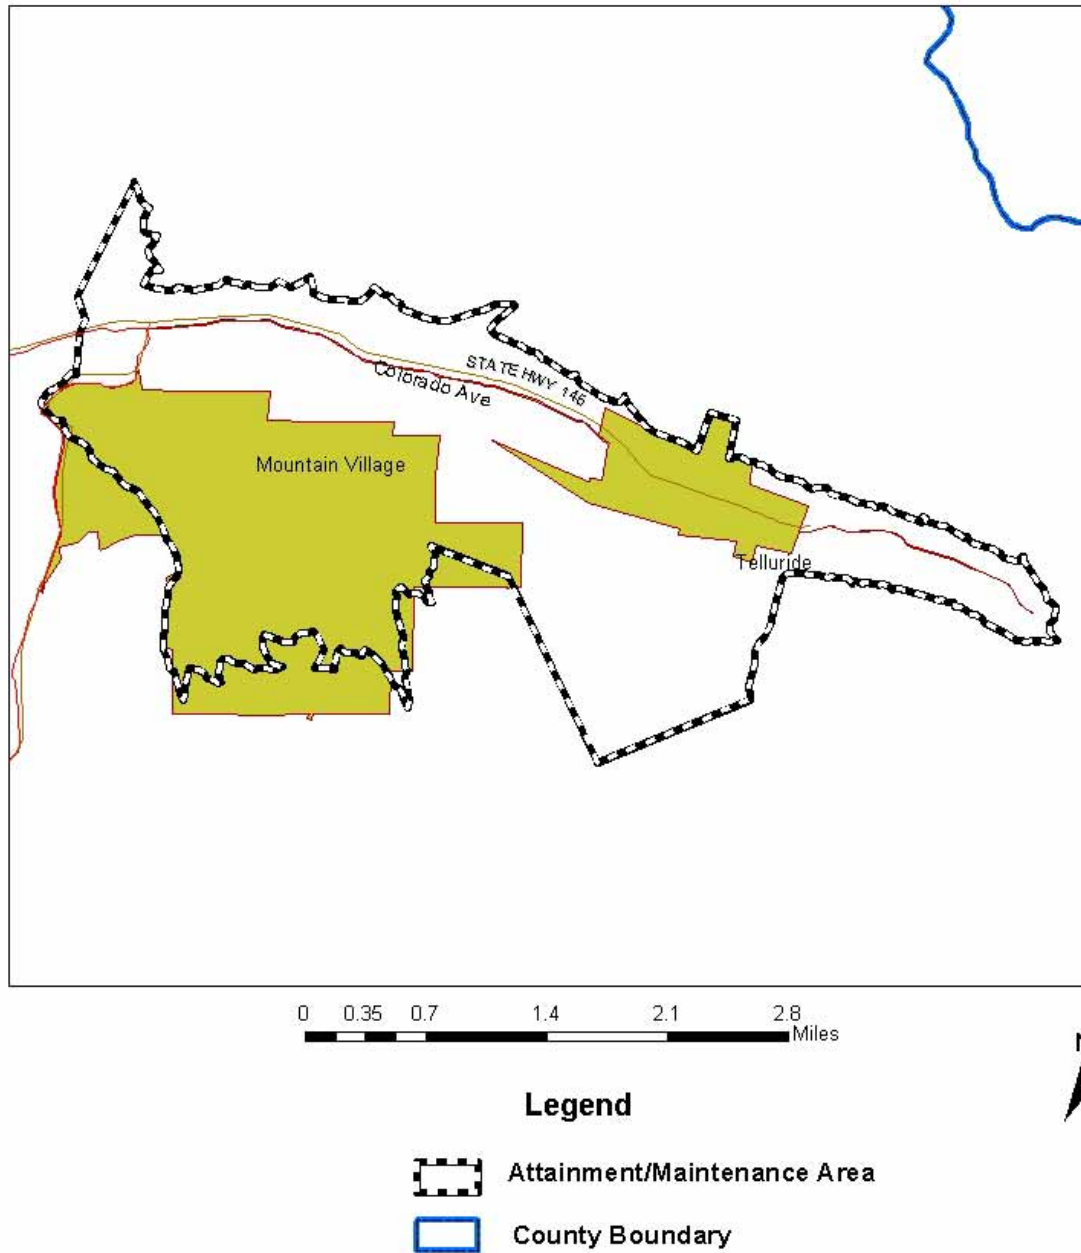 STATE HWY 145
Colorado Ave
Mountain Village
Telluride
0 0.35 0.7 1.4 2.1 2.8
Miles
N
Legend
Attainment/Maintenance Area
County Boundary